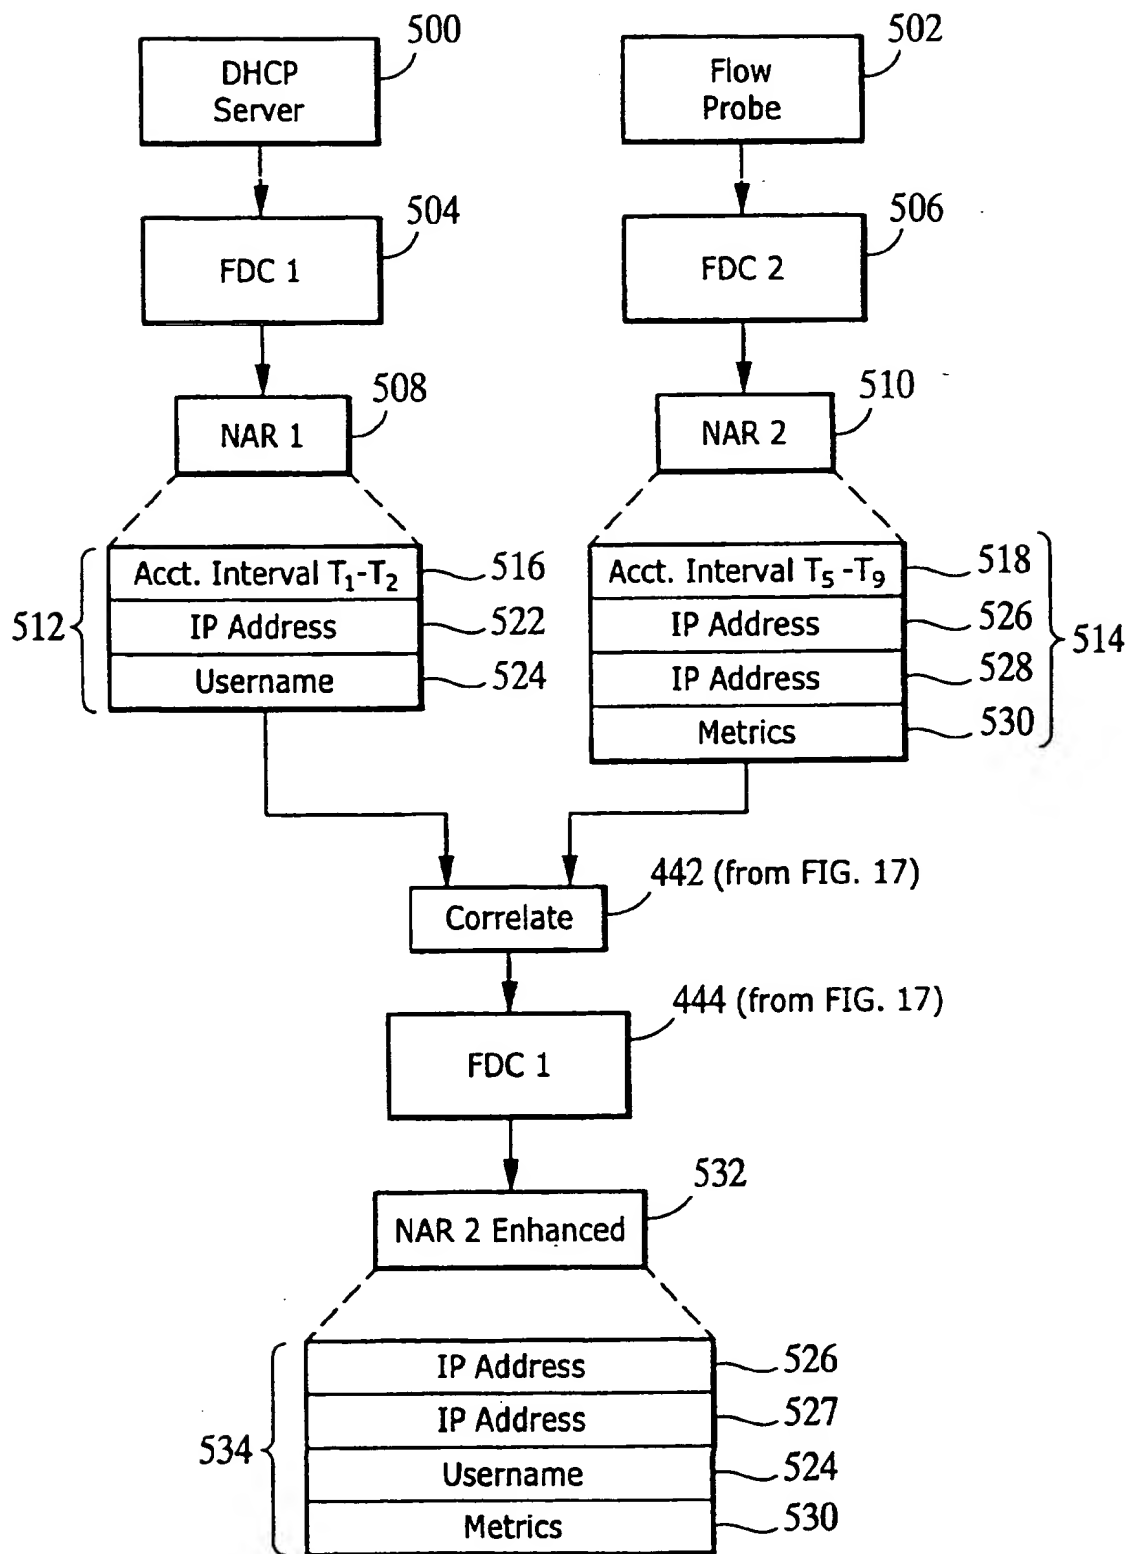 500
DHCP
Server
502
Flow
Probe
504
FDC 1
506
FDC 2
508
NAR 1
510
NAR 2
512
Acct. Interval T₁-T₂
516
IP Address
522
Username
524
Acct. Interval T₅-T₉
518
IP Address
526
IP Address
528
Metrics
530
514
442 (from FIG. 17)
Correlate
444 (from FIG. 17)
FDC 1
532
NAR 2 Enhanced
534
IP Address
526
IP Address
527
Username
524
Metrics
530